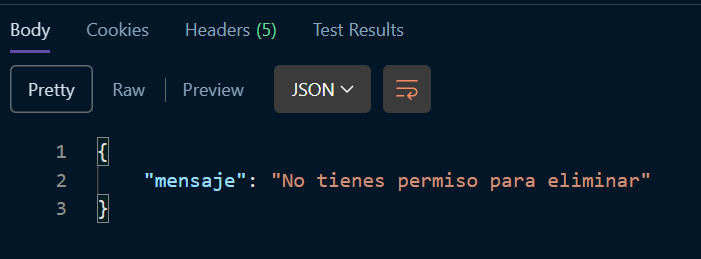 Body Cookies Headers (5) Test Results
Pretty Raw Preview JSON
1 {
2 "mensaje": "No tienes permiso para eliminar"
3 }